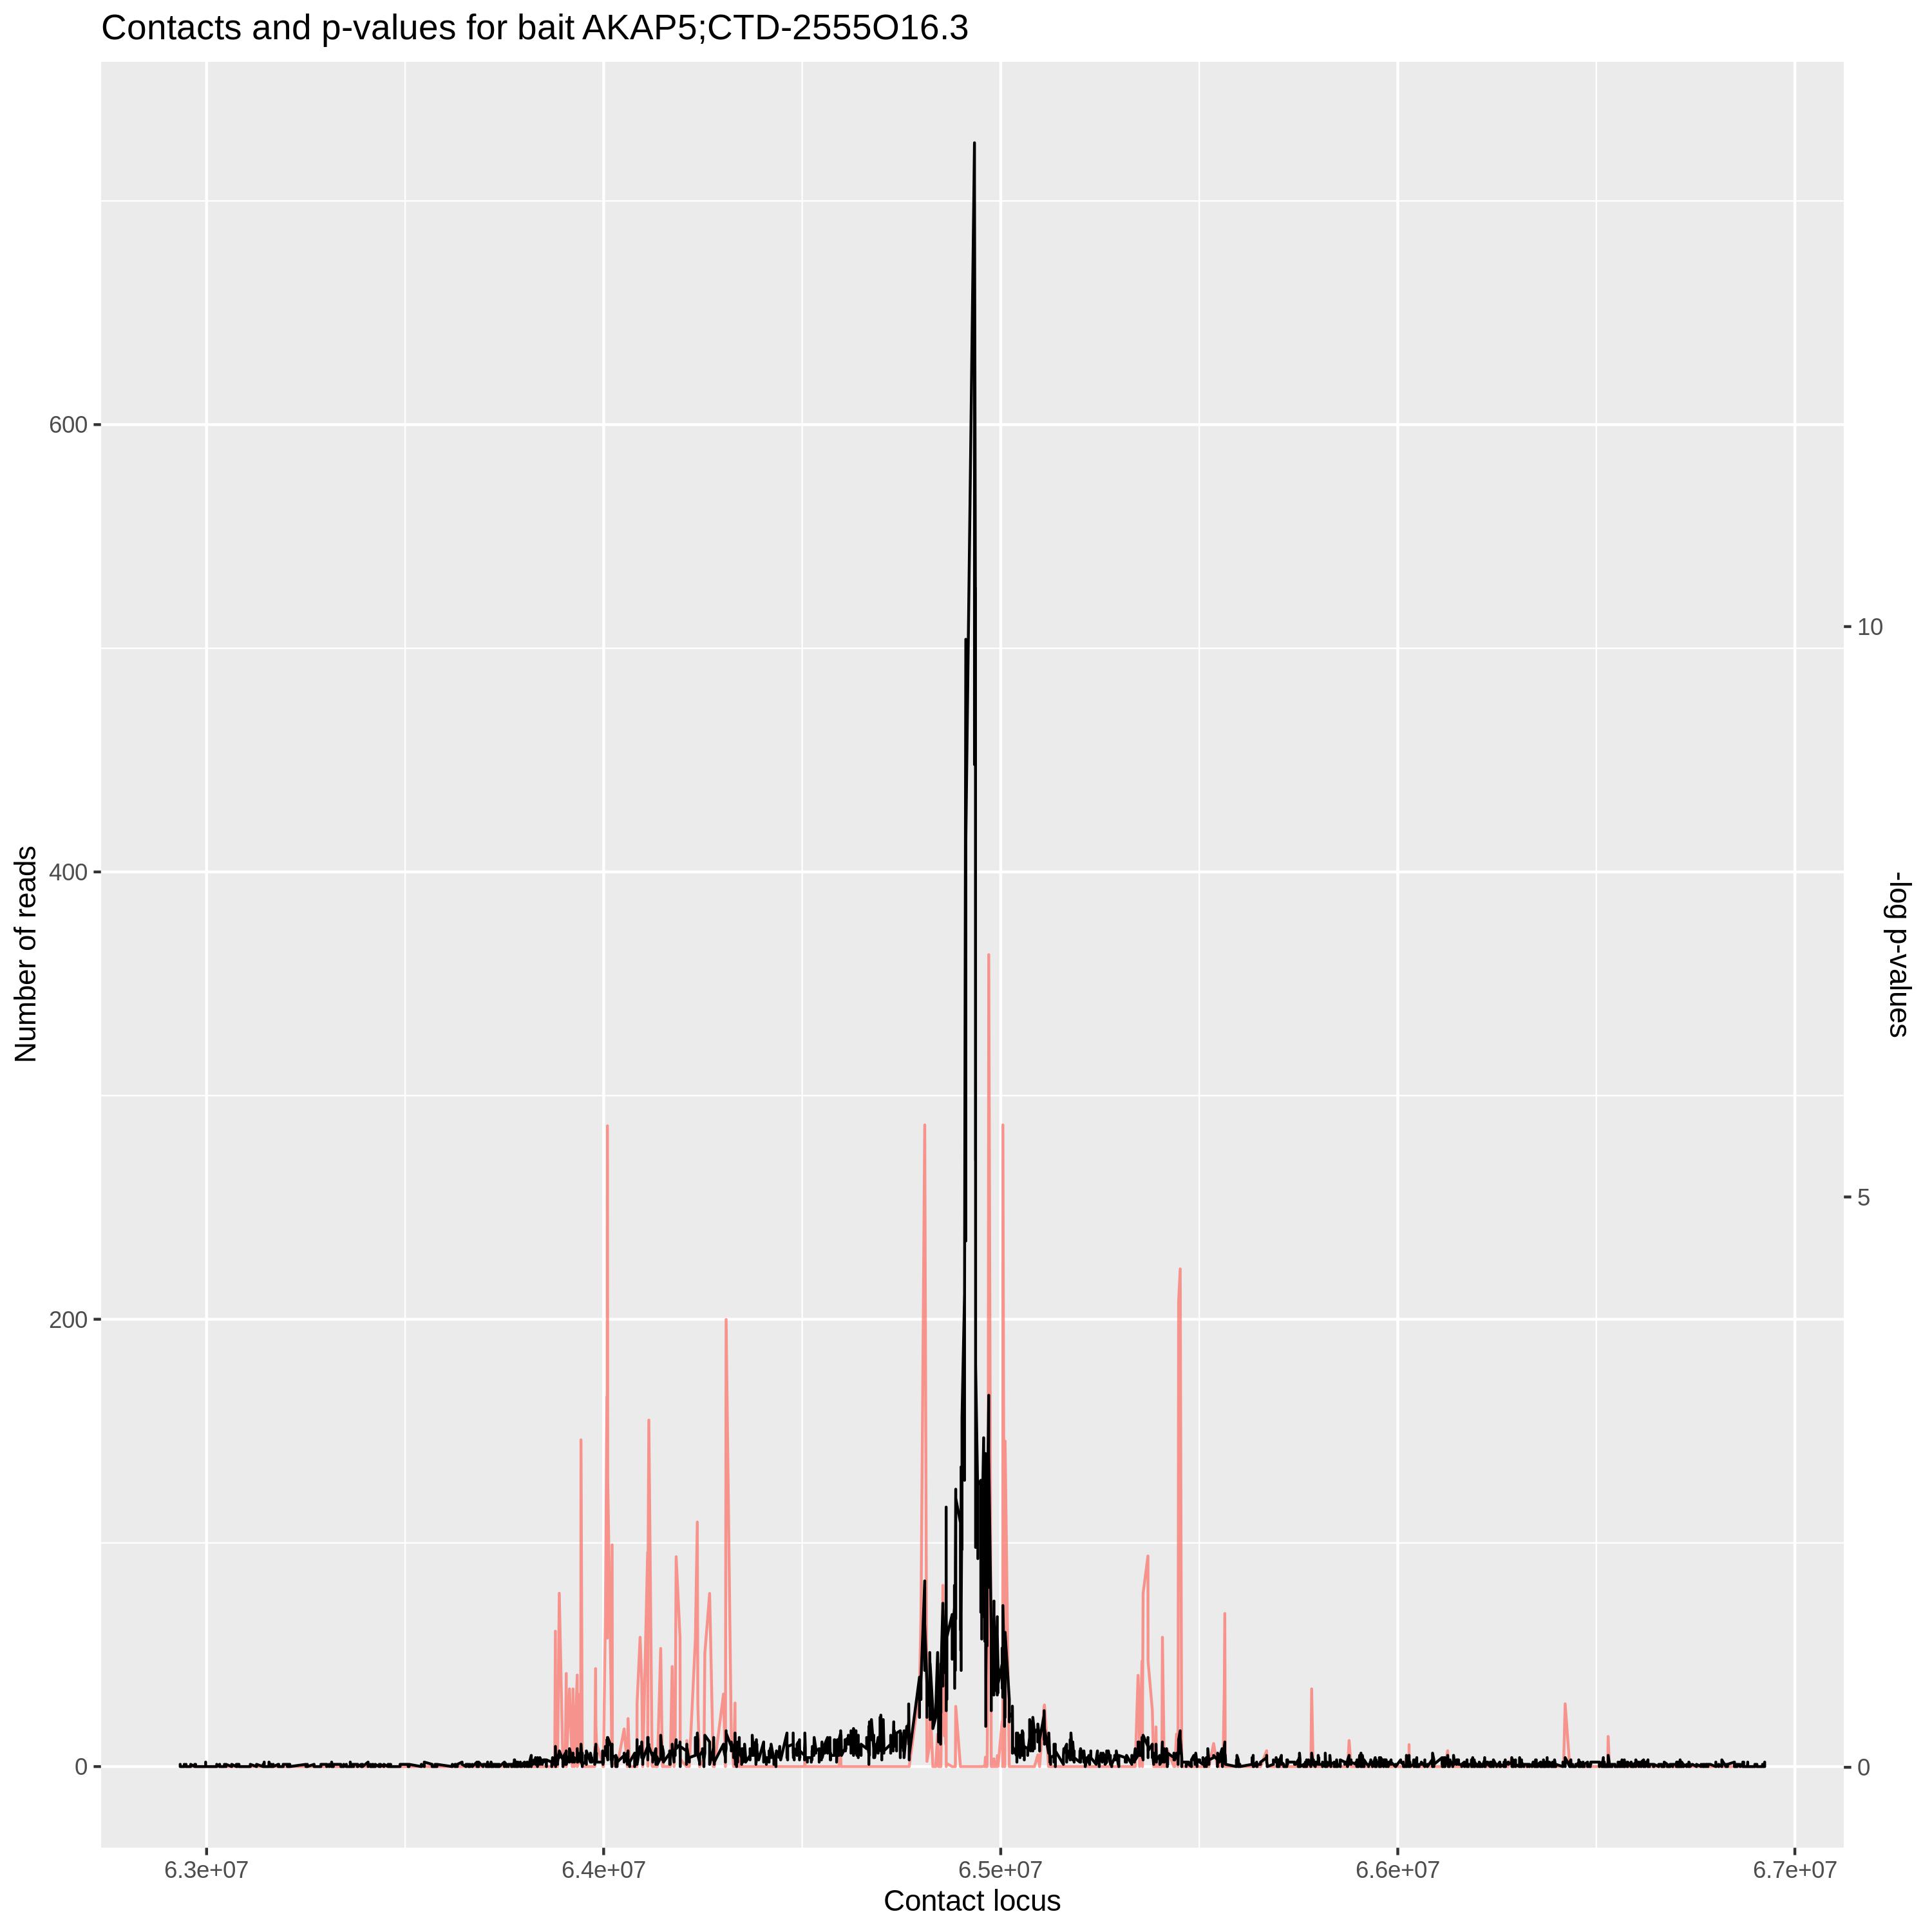 Contacts and p-values for bait AKAP5;CTD-2555O16.3
600
400
200
0
Number of reads
10
5
0
-log p-values
6.3e+07
6.4e+07
6.5e+07
6.6e+07
6.7e+07
Contact locus